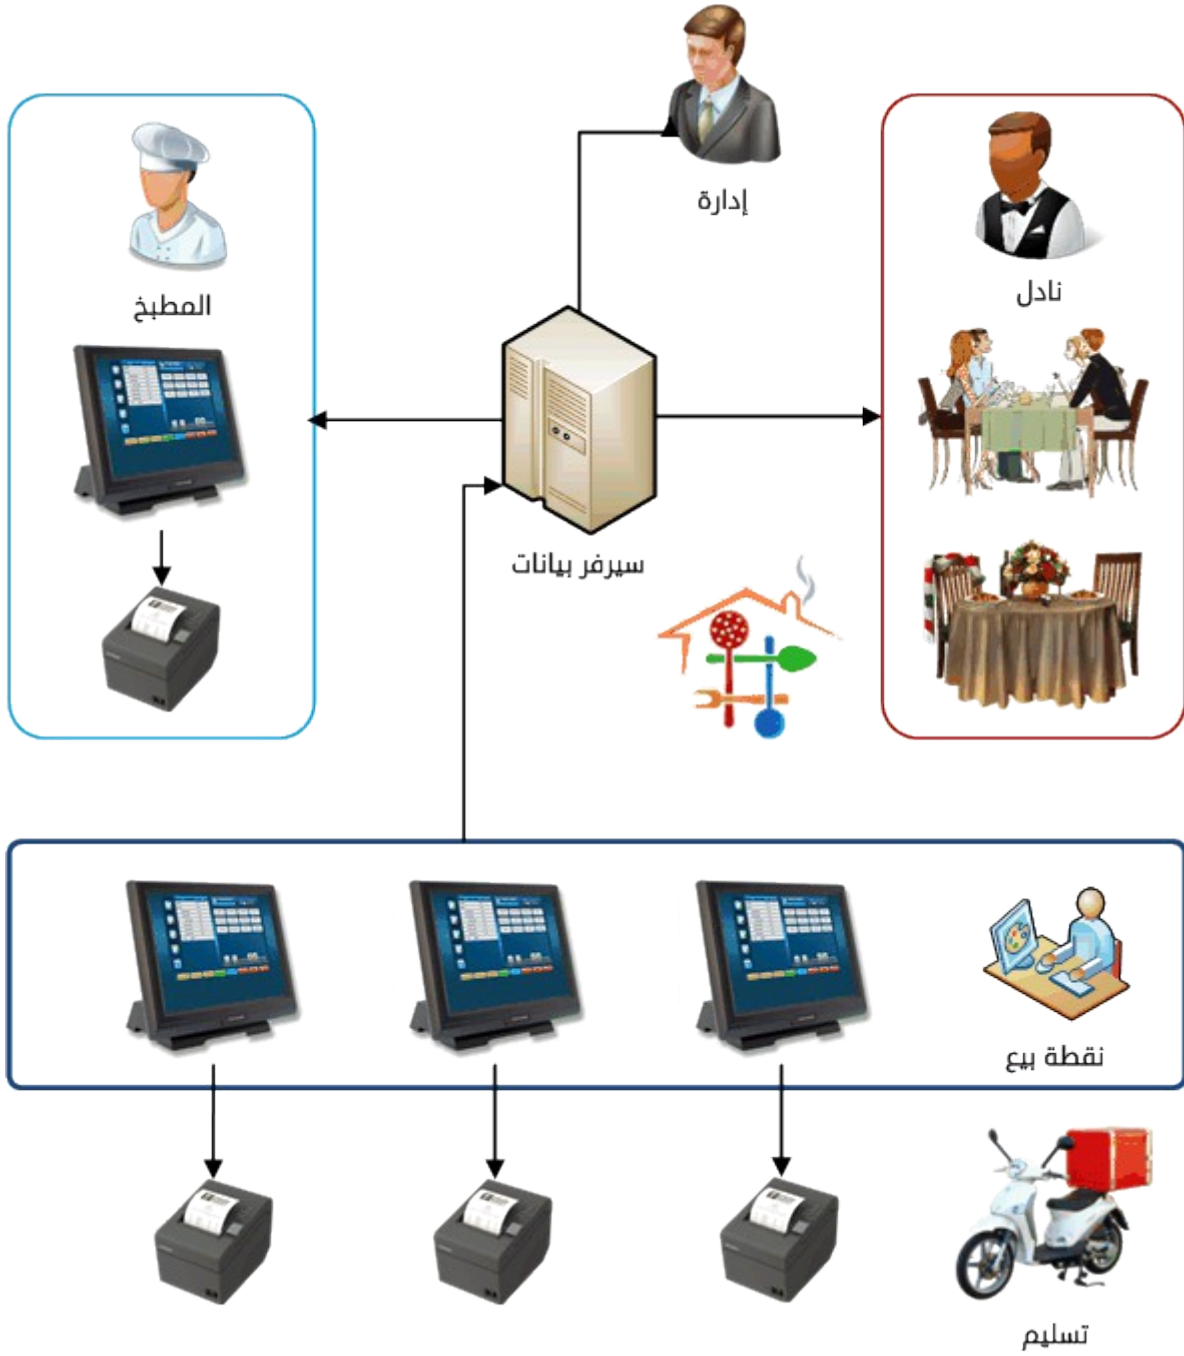 إدارة
المطبخ
نادل
سيرفر بيانات
نقطة بيع
تسليم